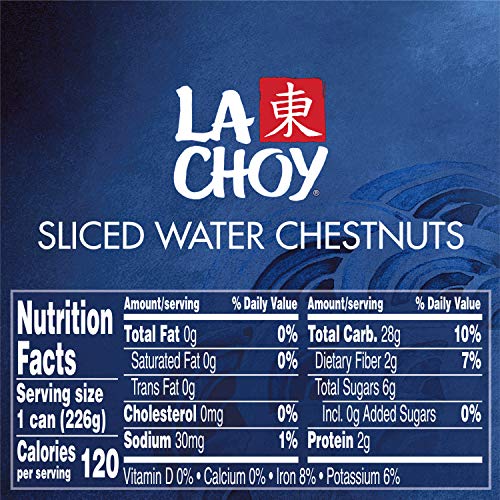 LA 東
CHOY®
SLICED WATER CHESTNUTS
Nutrition
Facts
Serving size
1 can (226g)
Calories
per serving 120
Amount/serving % Daily Value
Total Fat 0g 0%
Saturated Fat 0g 0%
Trans Fat 0g
Cholesterol 0mg 0%
Sodium 30mg 1%
Amount/serving % Daily Value
Total Carb. 28g 10%
Dietary Fiber 2g 7%
Total Sugars 6g
Incl. 0g Added Sugars 0%
Protein 2g
Vitamin D 0% • Calcium 0% • Iron 8% • Potassium 6%